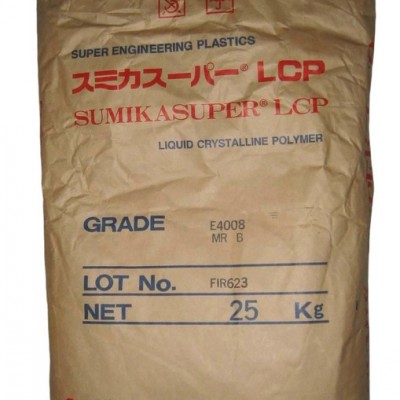 SUPER ENGINEERING PLASTICS
スミカスーパー® LCP
SUMIKASUPER® LCP
LIQUID CRYSTALLINE POLYMER
GRADE E4008
MR B
LOT No. FIR623
NET 25 Kg